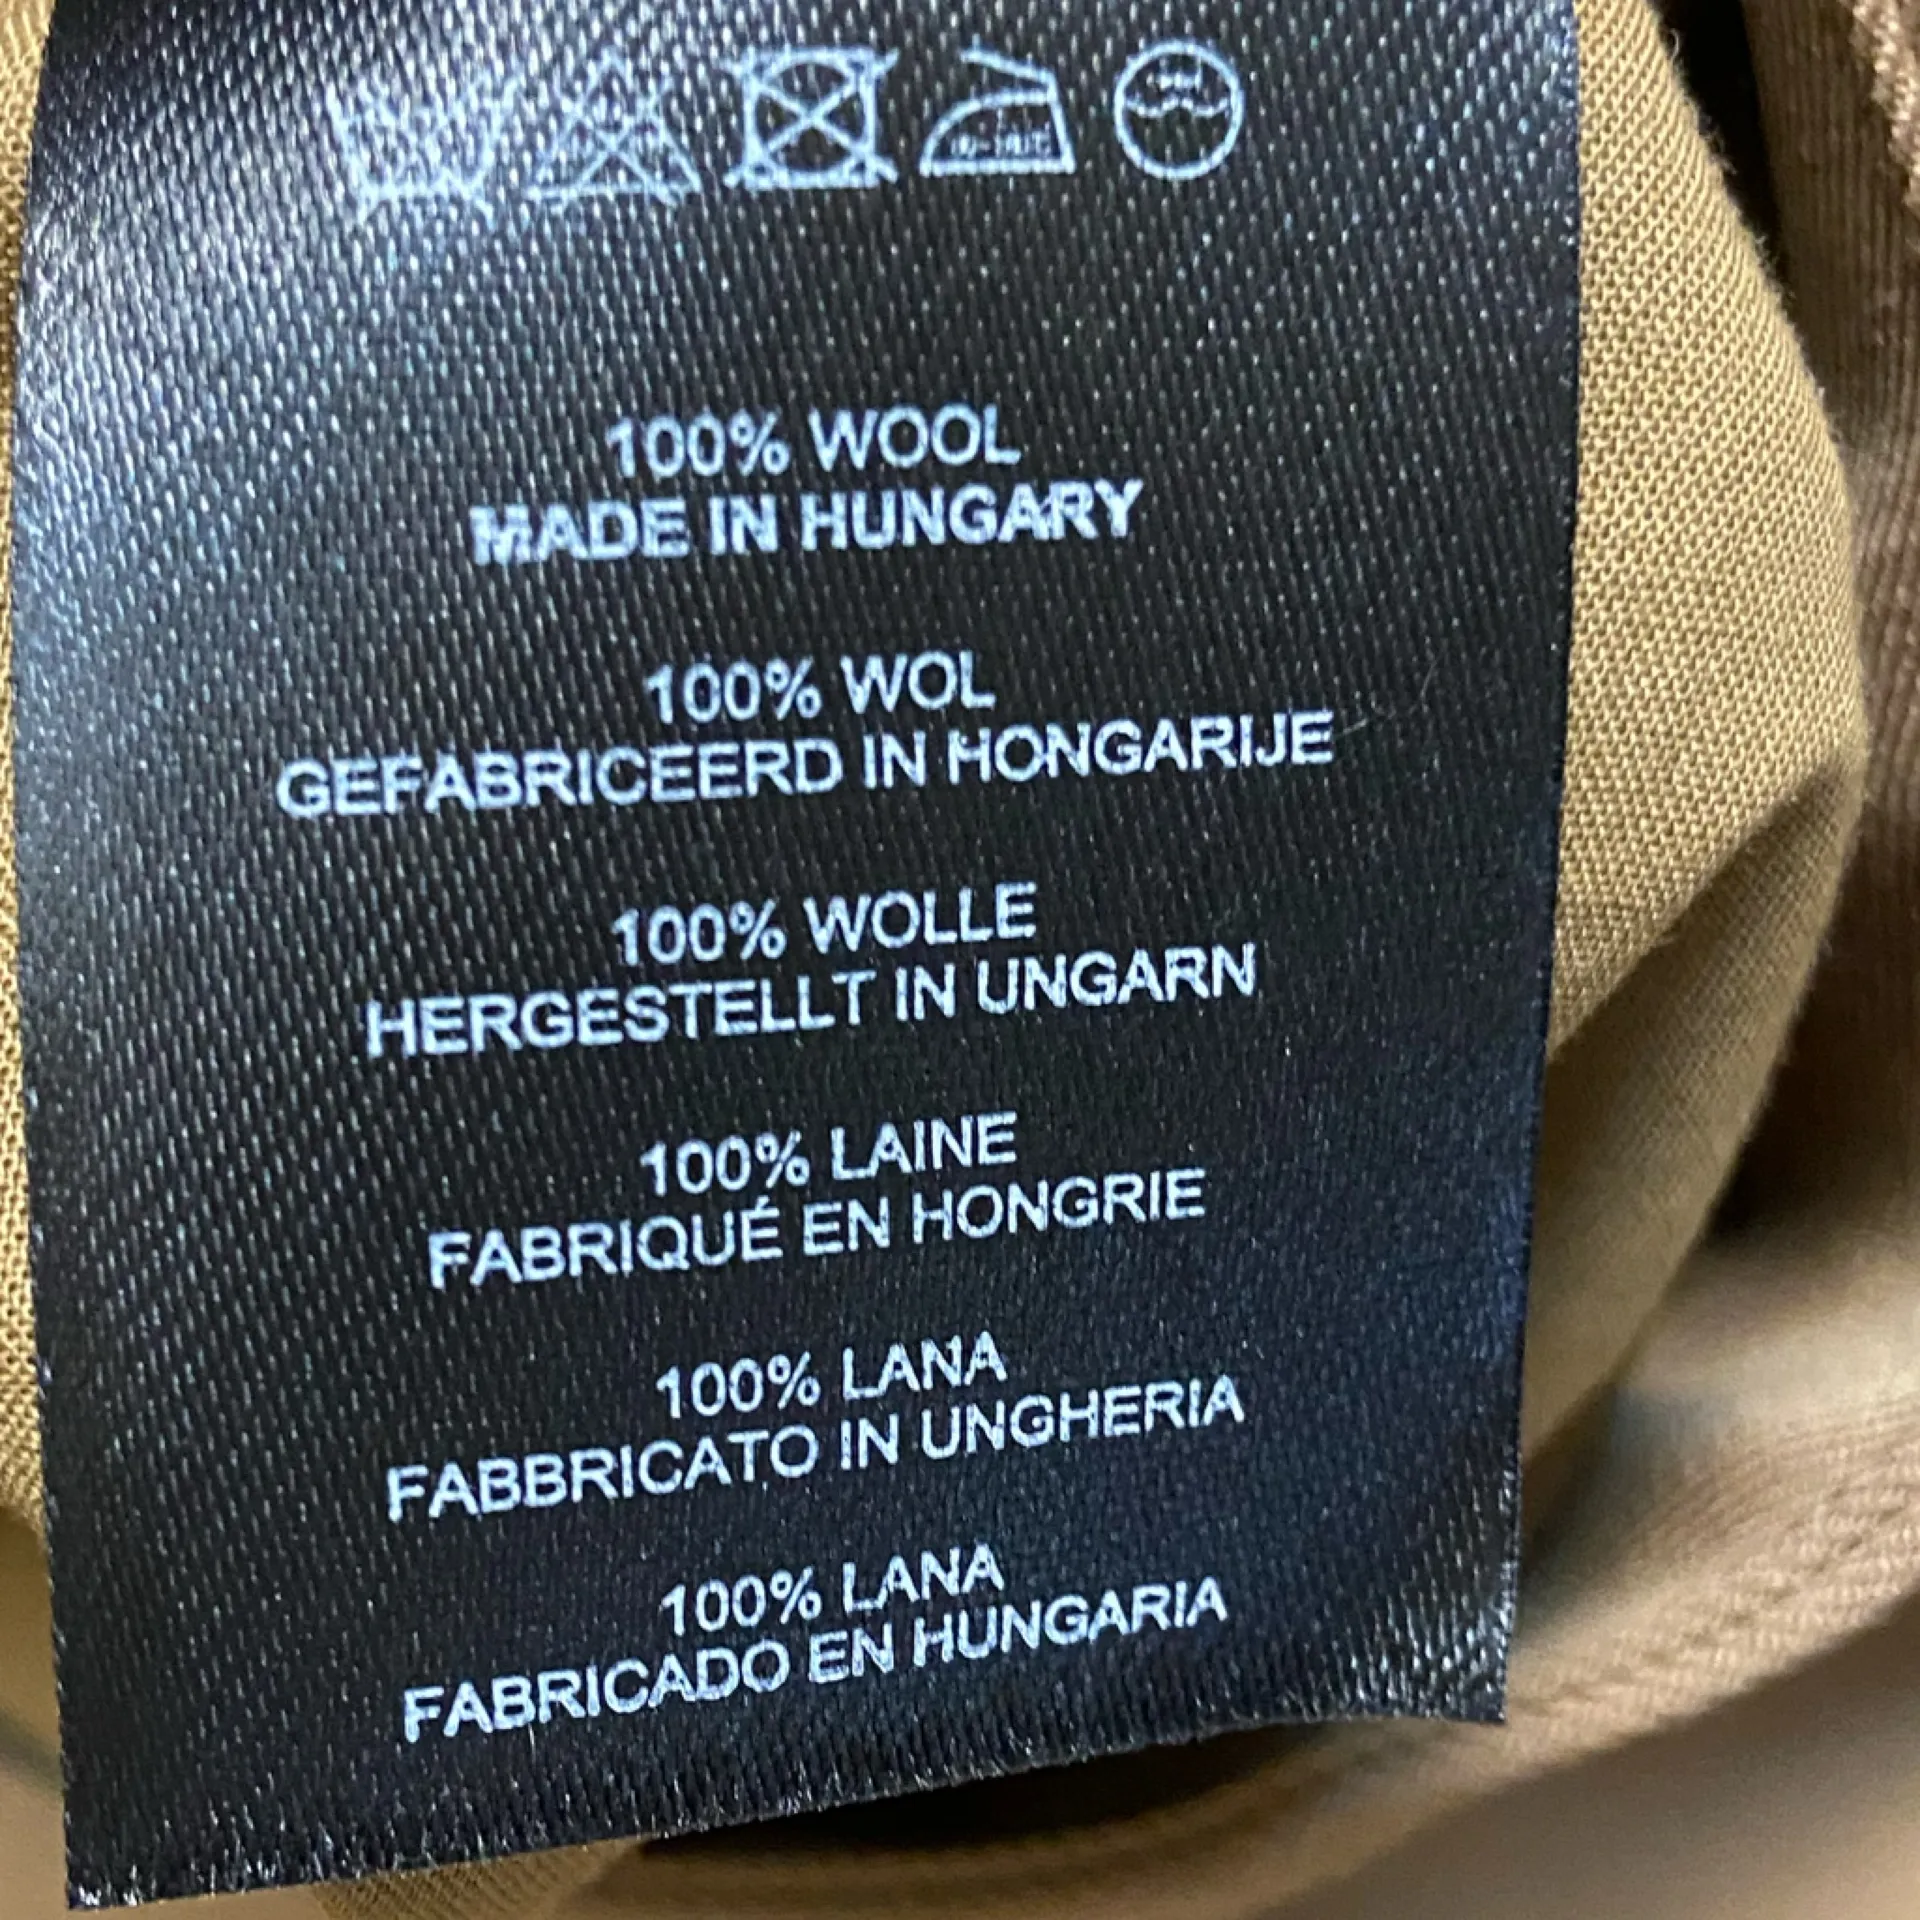 100% WOOL
MADE IN HUNGARY
100% WOL
GEFABRICEERD IN HONGARIJE
100% WOLLE
HERGESTELLT IN UNGARN
100% LAINE
FABRIQUÉ EN HONGRIE
100% LANA
FABBRICATO IN UNGHERIA
100% LANA
FABRICADO EN HUNGARIA